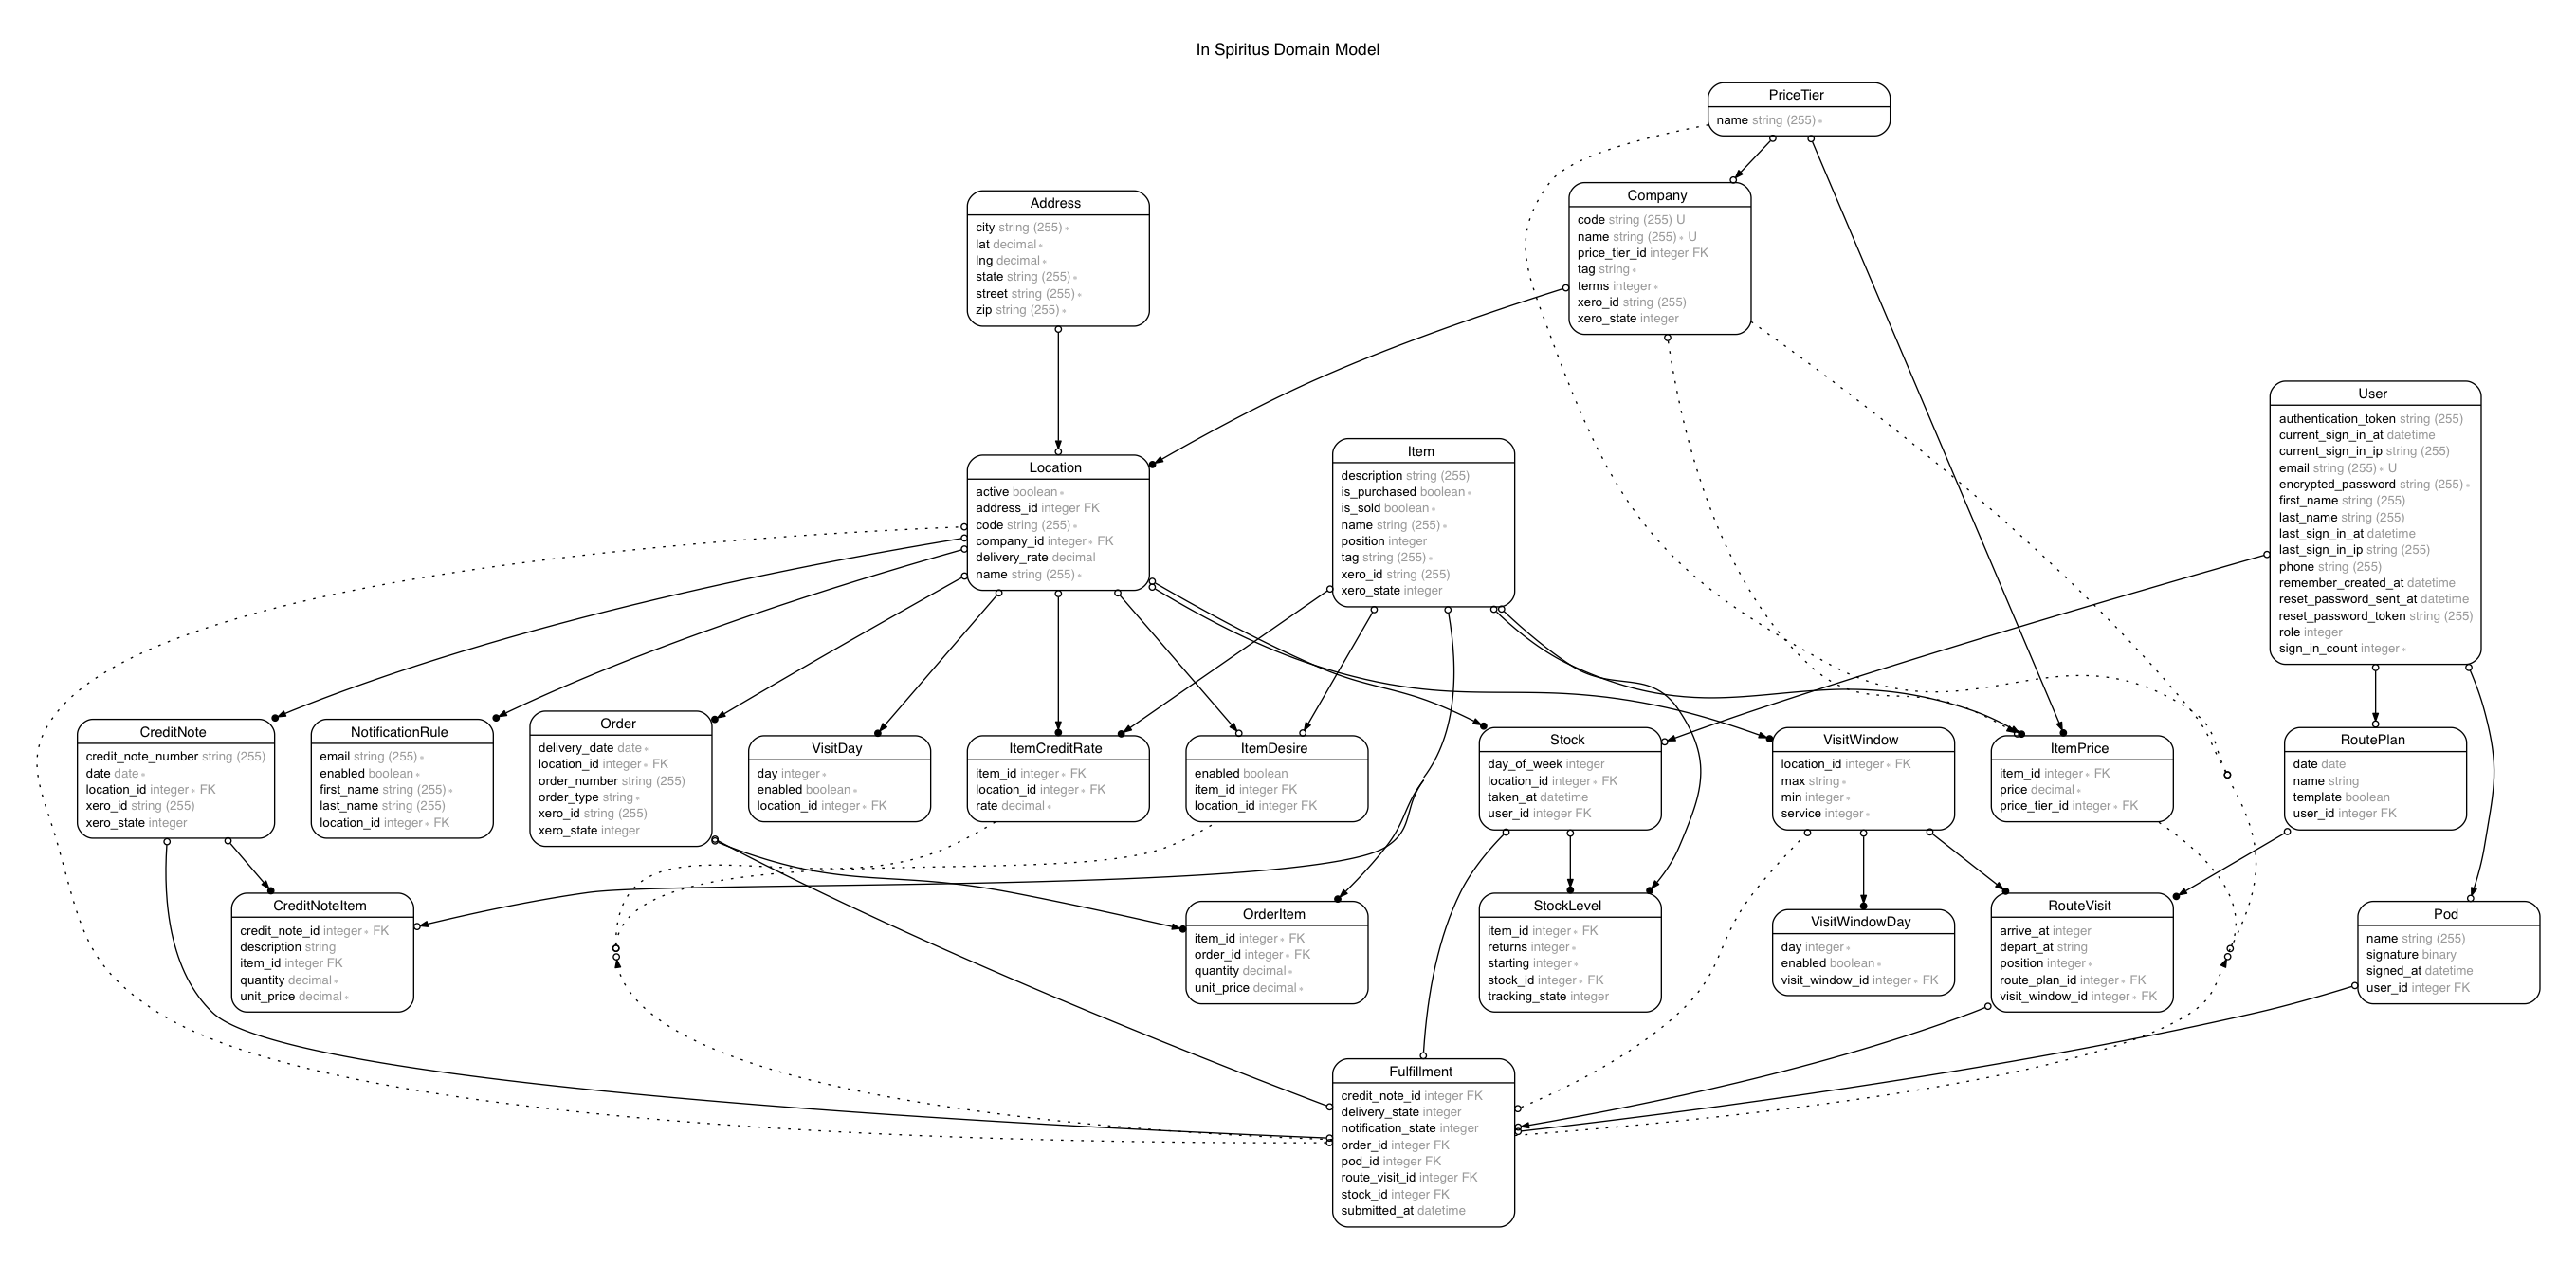 In Spiritus Domain Model
PriceTier
name string (255) ∗
Company
code string (255) U
name string (255) ∗ U
price_tier_id integer FK
tag string ∗
terms integer ∗
xero_id string (255)
xero_state integer
Address
city string (255) ∗
lat decimal ∗
lng decimal ∗
state string (255) ∗
street string (255) ∗
zip string (255) ∗
User
authentication_token string (255)
current_sign_in_at datetime
current_sign_in_ip string (255)
email string (255) ∗ U
encrypted_password string (255) ∗
first_name string (255)
last_name string (255)
last_sign_in_at datetime
last_sign_in_ip string (255)
phone string (255)
remember_created_at datetime
reset_password_sent_at datetime
reset_password_token string (255)
role integer
sign_in_count integer ∗
Location
active boolean ∗
address_id integer FK
code string (255) ∗
company_id integer ∗ FK
delivery_rate decimal
name string (255) ∗
Item
description string (255)
is_purchased boolean ∗
is_sold boolean ∗
name string (255) ∗
position integer
tag string (255) ∗
xero_id string (255)
xero_state integer
CreditNote
credit_note_number string (255)
date date ∗
location_id integer ∗ FK
xero_id string (255)
xero_state integer
NotificationRule
email string (255) ∗
enabled boolean ∗
first_name string (255) ∗
last_name string (255)
location_id integer ∗ FK
Order
delivery_date date ∗
location_id integer ∗ FK
order_number string (255)
order_type string ∗
xero_id string (255)
xero_state integer
VisitDay
day integer ∗
enabled boolean ∗
location_id integer ∗ FK
ItemCreditRate
item_id integer ∗ FK
location_id integer ∗ FK
rate decimal ∗
ItemDesire
enabled boolean
item_id integer FK
location_id integer FK
Stock
day_of_week integer
location_id integer ∗ FK
taken_at datetime
user_id integer FK
VisitWindow
location_id integer ∗ FK
max string ∗
min integer ∗
service integer ∗
ItemPrice
item_id integer ∗ FK
price decimal ∗
price_tier_id integer ∗ FK
RoutePlan
date date
name string
template boolean
user_id integer FK
CreditNoteItem
credit_note_id integer ∗ FK
description string
item_id integer FK
quantity decimal ∗
unit_price decimal ∗
OrderItem
item_id integer ∗ FK
order_id integer ∗ FK
quantity decimal ∗
unit_price decimal ∗
StockLevel
item_id integer ∗ FK
returns integer ∗
starting integer ∗
stock_id integer ∗ FK
tracking_state integer
VisitWindowDay
day integer ∗
enabled boolean ∗
visit_window_id integer ∗ FK
RouteVisit
arrive_at integer
depart_at string
position integer ∗
route_plan_id integer ∗ FK
visit_window_id integer ∗ FK
Pod
name string (255)
signature binary
signed_at datetime
user_id integer FK
Fulfillment
credit_note_id integer FK
delivery_state integer
notification_state integer
order_id integer FK
pod_id integer FK
route_visit_id integer FK
stock_id integer FK
submitted_at datetime